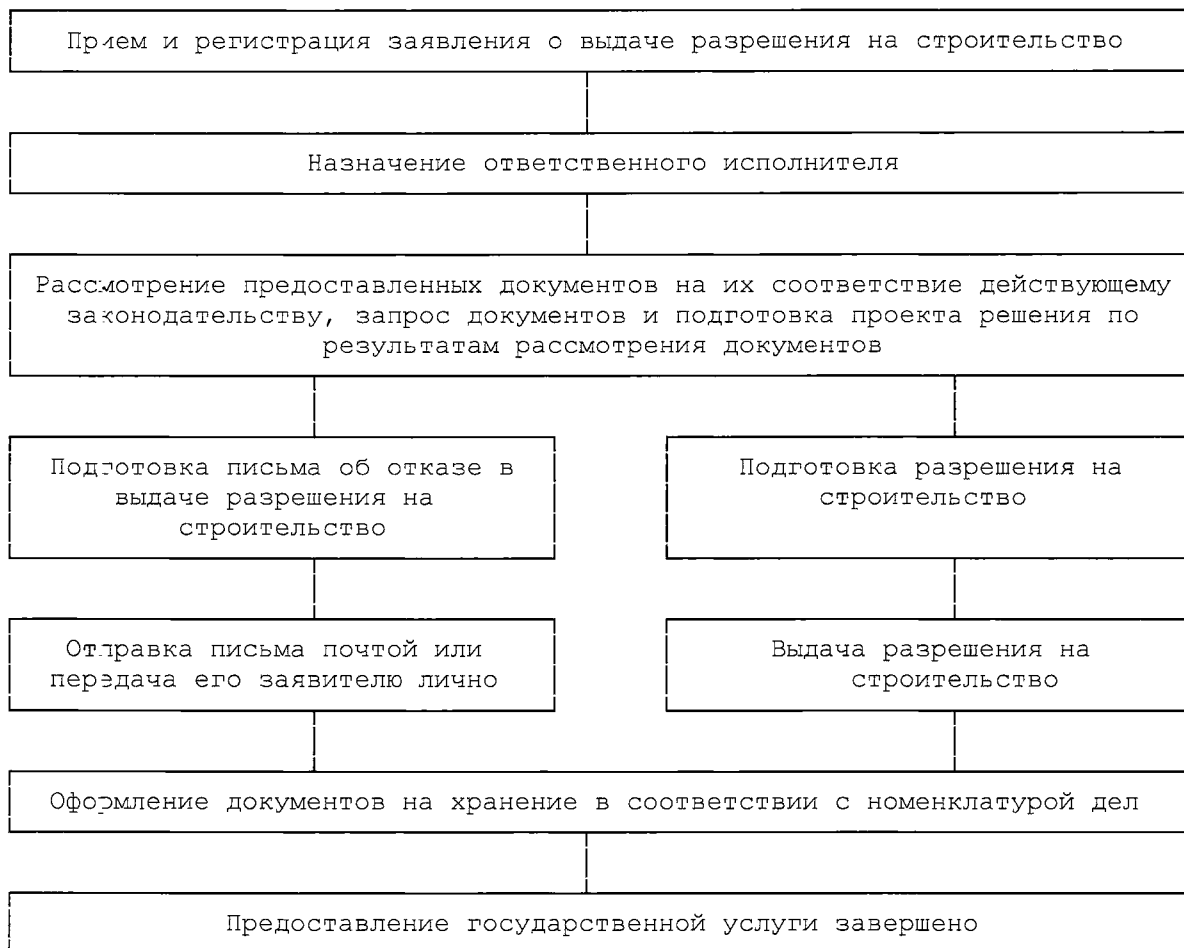 Прием и регистрация заявления о выдаче разрешения на строительство
Назначение ответственного исполнителя
Рассмотрение предоставленных документов на их соответствие действующему
законодательству, запрос документов и подготовка проекта решения по
результатам рассмотрения документов
Подготовка письма об отказе в
выдаче разрешения на
строительство
Подготовка разрешения на
строительство
Отправка письма почтой или
передача его заявителю лично
Выдача разрешения на
строительство
Оформление документов на хранение в соответствии с номенклатурой дел
Предоставление государственной услуги завершено